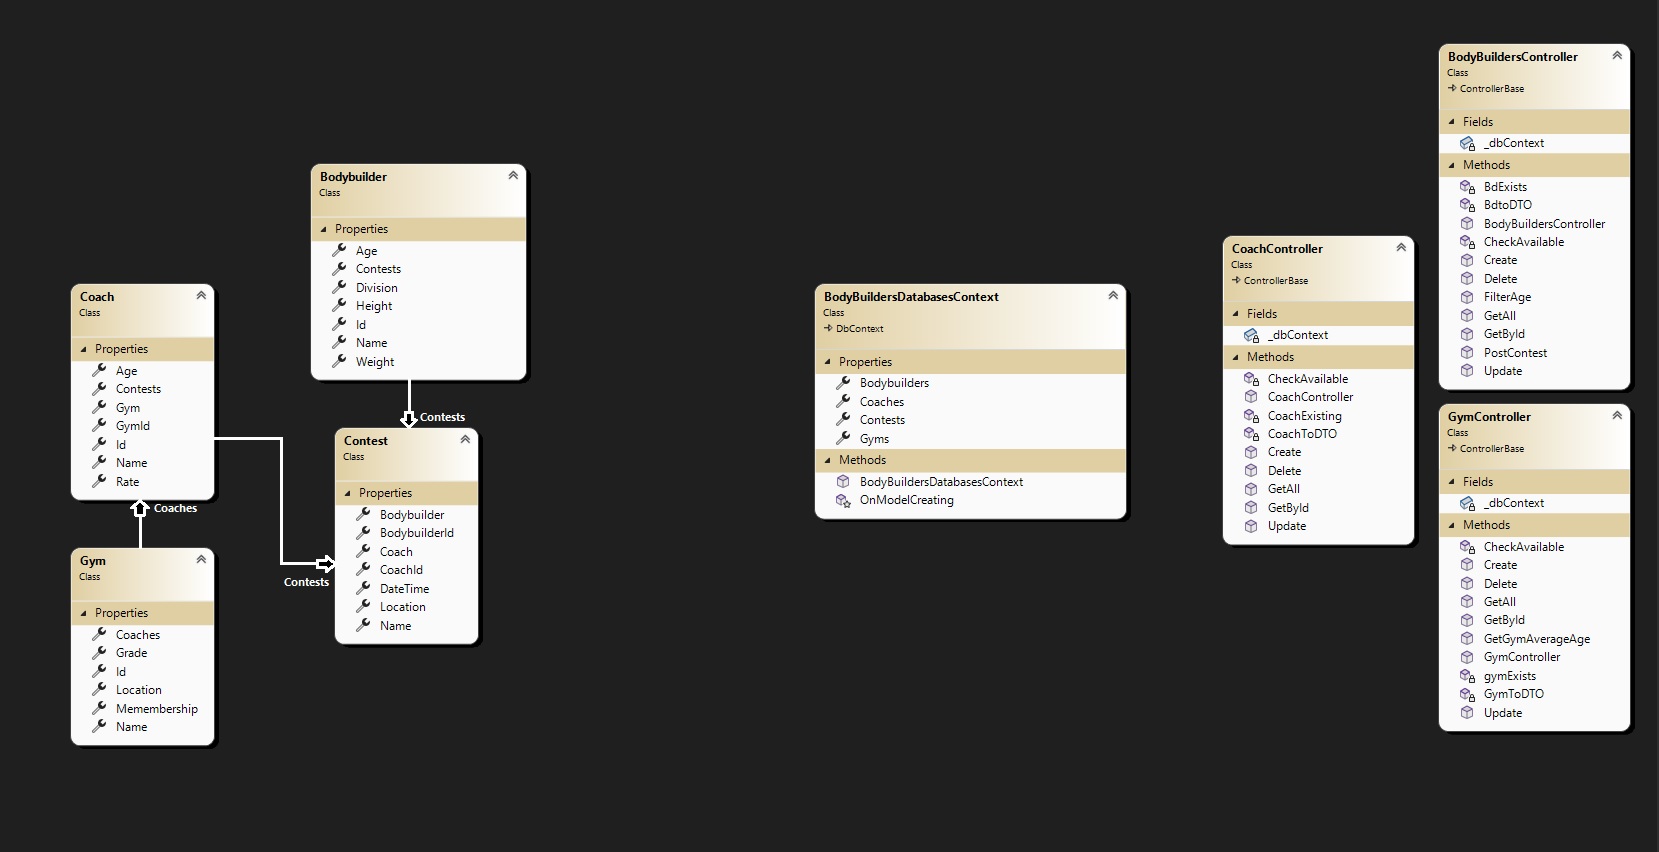 Coach
Class
Properties
Age
Contests
Gym
GymId
Id
Name
Rate
Coaches
Gym
Class
Properties
Coaches
Grade
Id
Location
Memembership
Name
Bodybuilder
Class
Properties
Age
Contests
Division
Height
Id
Name
Weight
Contests
Contests
Contest
Class
Properties
Bodybuilder
BodybuilderId
Coach
CoachId
DateTime
Location
Name
BodyBuildersDatabasesContext
Class
DbContext
Properties
Bodybuilders
Coaches
Contests
Gyms
Methods
BodyBuildersDatabasesContext
OnModelCreating
CoachController
Class
ControllerBase
Fields
_dbContext
Methods
CheckAvailable
CoachController
CoachExisting
CoachToDTO
Create
Delete
GetAll
GetById
Update
BodyBuildersController
Class
ControllerBase
Fields
_dbContext
Methods
BdExists
BdtoDTO
BodyBuildersController
CheckAvailable
Create
Delete
FilterAge
GetAll
GetById
PostContest
Update
GymController
Class
ControllerBase
Fields
_dbContext
Methods
CheckAvailable
Create
Delete
GetAll
GetById
GetGymAverageAge
GymController
gymExists
GymToDTO
Update